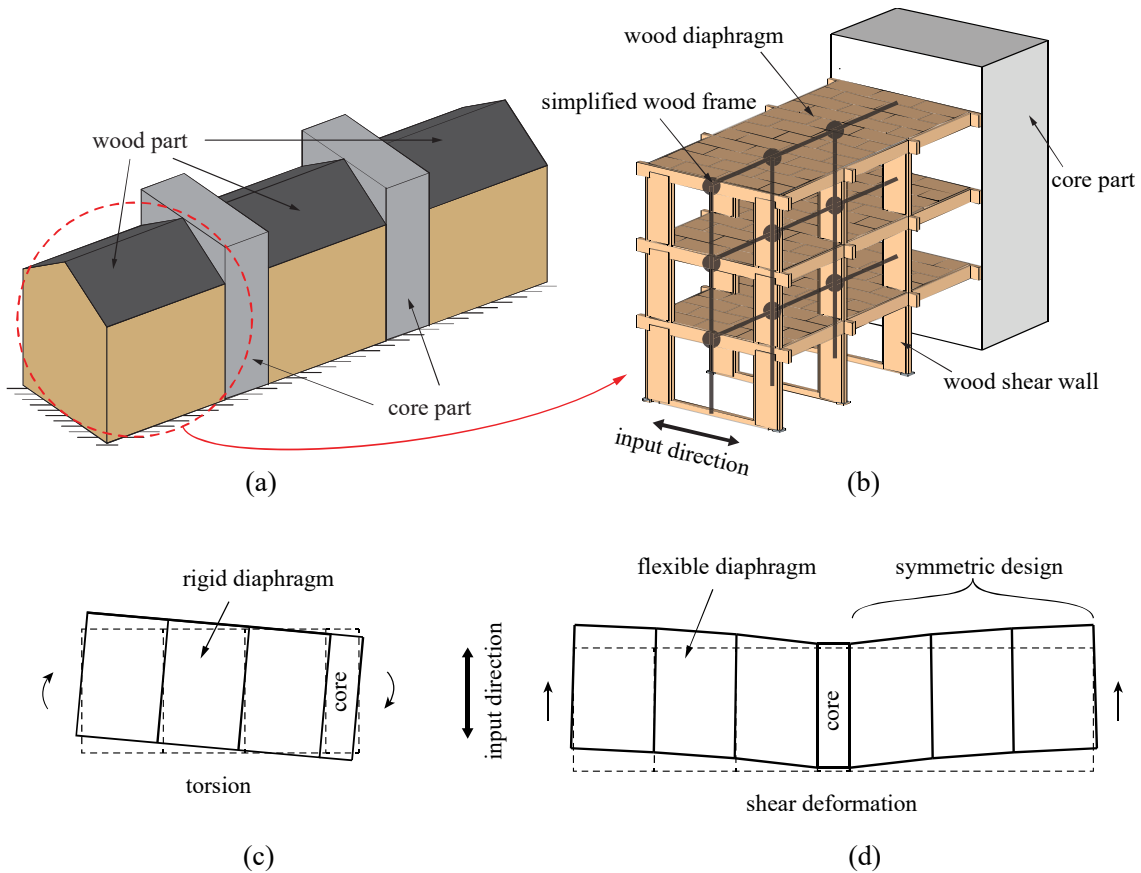 wood part
core part
(a)
wood diaphragm
simplified wood frame
core part
wood shear wall
input direction
(b)
rigid diaphragm
core
torsion
(c)
input direction
flexible diaphragm
symmetric design
core
shear deformation
(d)